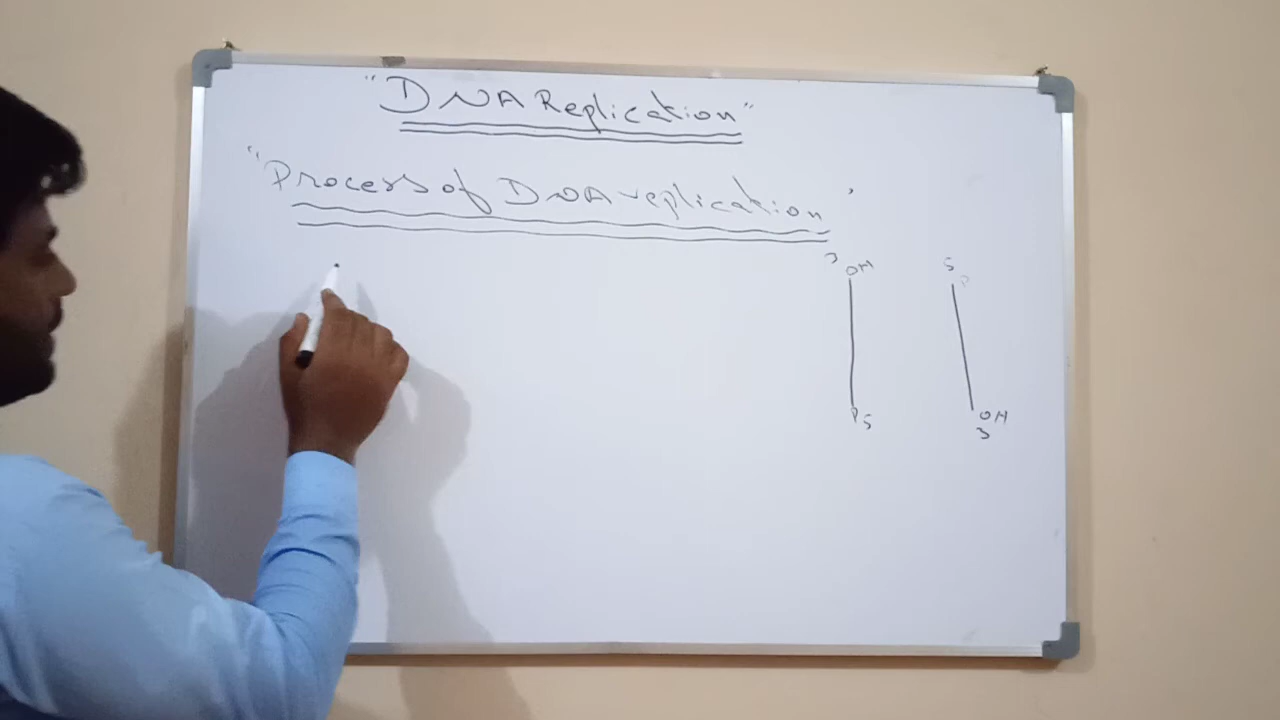 "DNA Replication"
"Process of DNA replication
3 OH 5 P
P 5 OH 3